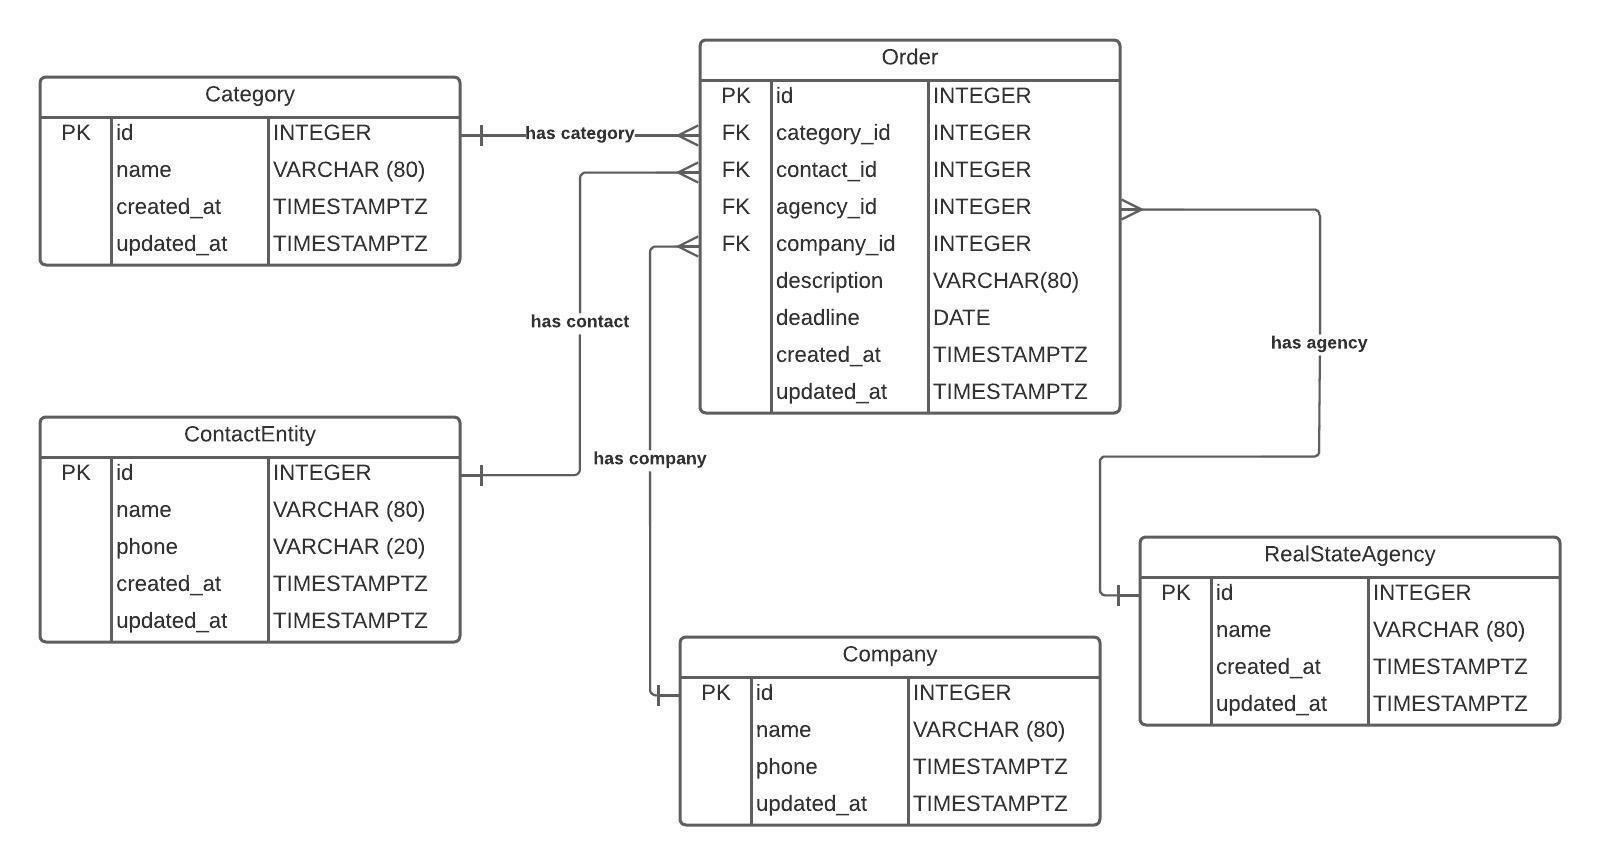 Category
PK id INTEGER
name VARCHAR (80)
created_at TIMESTAMPTZ
updated_at TIMESTAMPTZ
has category
Order
PK id INTEGER
FK category_id INTEGER
FK contact_id INTEGER
FK agency_id INTEGER
FK company_id INTEGER
description VARCHAR(80)
deadline DATE
created_at TIMESTAMPTZ
updated_at TIMESTAMPTZ
has contact
has agency
has company
ContactEntity
PK id INTEGER
name VARCHAR (80)
phone VARCHAR (20)
created_at TIMESTAMPTZ
updated_at TIMESTAMPTZ
Company
PK id INTEGER
name VARCHAR (80)
phone TIMESTAMPTZ
updated_at TIMESTAMPTZ
RealStateAgency
PK id INTEGER
name VARCHAR (80)
created_at TIMESTAMPTZ
updated_at TIMESTAMPTZ